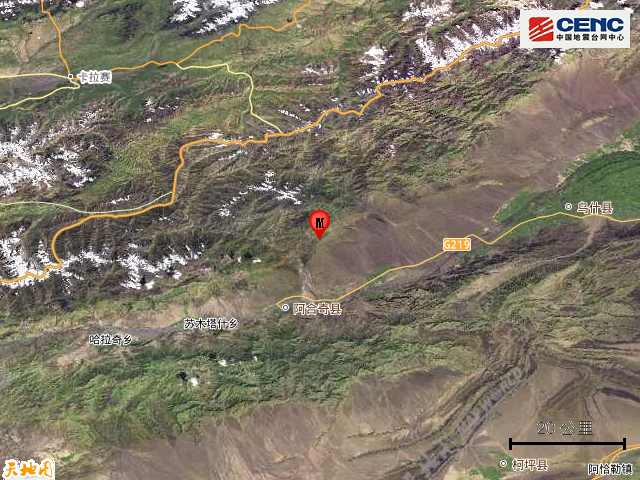 CENC
中国地震台网中心
卡拉赛
乌什县
G219
阿合奇县
苏木塔什乡
哈拉奇乡
20 公里
柯坪县
阿恰勒镇
天地图